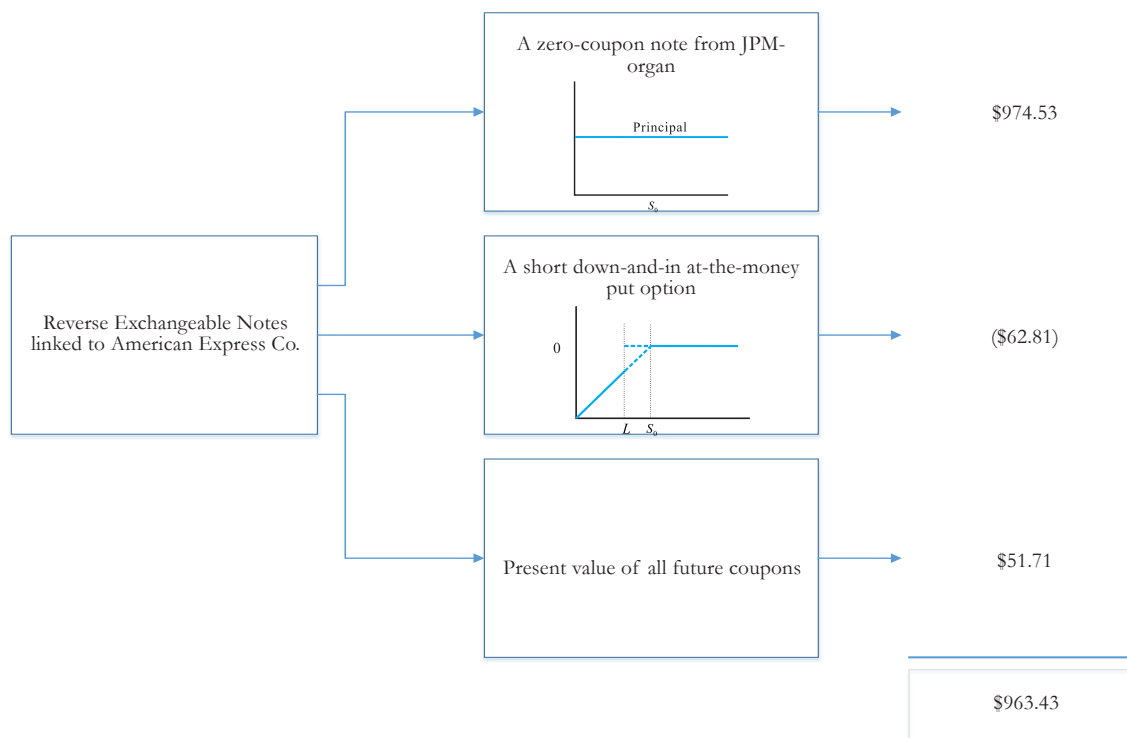 A zero-coupon note from JPM-
organ
Principal
S₀
$974.53
Reverse Exchangeable Notes
linked to American Express Co.
A short down-and-in at-the-money
put option
0
L S₀
($62.81)
Present value of all future coupons
$51.71
$963.43